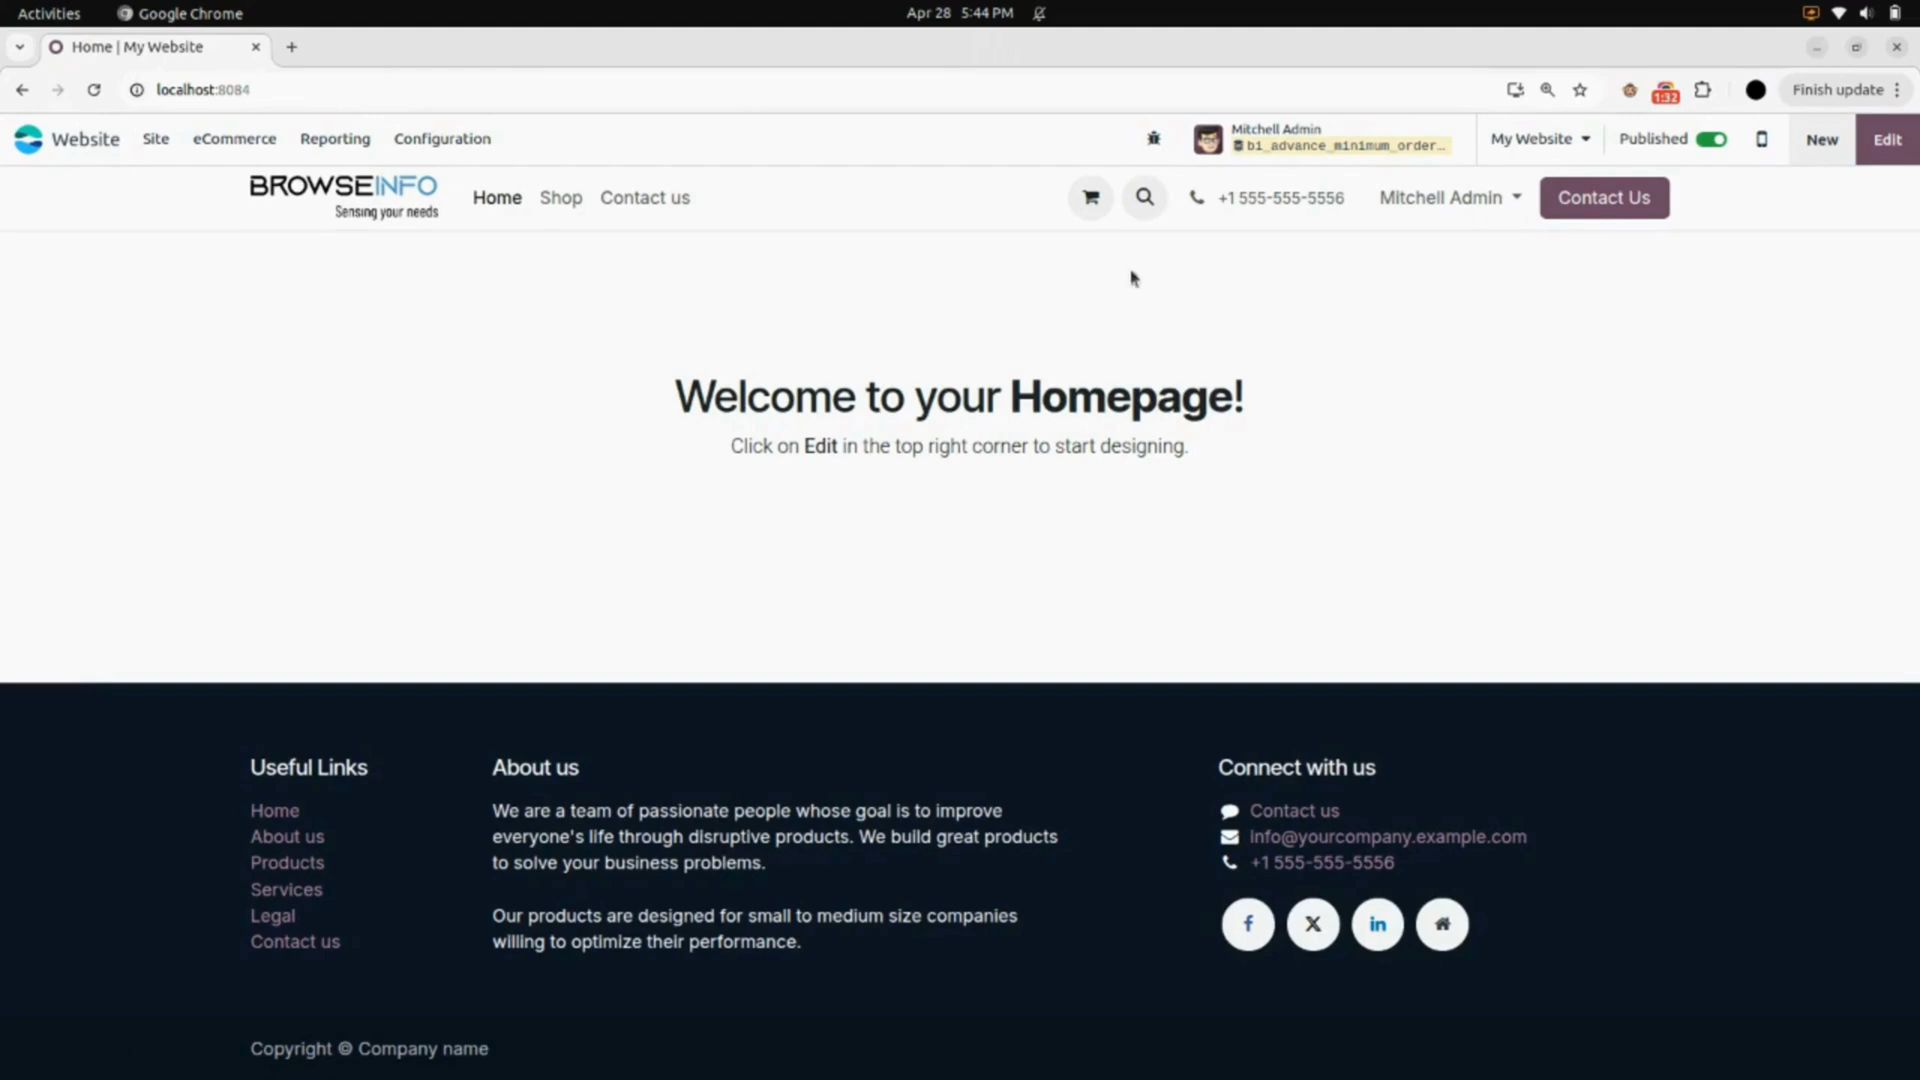 Activities Google Chrome Apr 28 5:44 PM
Home | My Website
localhost:8084 1:32 Finish update
Website Site eCommerce Reporting Configuration Mitchell Admin My Website Published New Edit
bi_advance_minimum_order...
BROWSEINFO Home Shop Contact us +1 555-555-5556 Mitchell Admin Contact Us
Sensing your needs
Welcome to your Homepage!
Click on Edit in the top right corner to start designing.
Useful Links
Home
About us
Products
Services
Legal
Contact us
About us
We are a team of passionate people whose goal is to improve
everyone's life through disruptive products. We build great products
to solve your business problems.
Our products are designed for small to medium size companies
willing to optimize their performance.
Connect with us
Contact us
info@yourcompany.example.com
+1 555-555-5556
Copyright © Company name